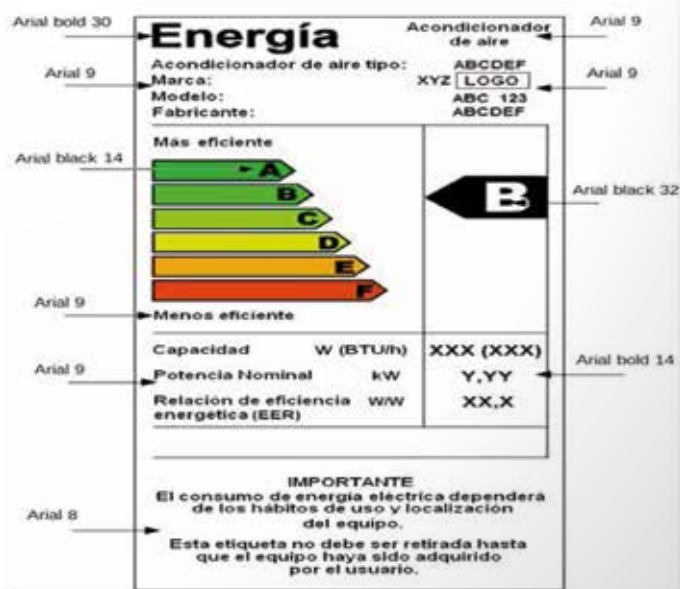 Arial bold 30
Energía
Acondicionador
de aire
Arial 9
Acondicionador de aire tipo: ABCDEF
Arial 9
Marca: XYZ LOGO
Arial 9
Modelo: ABC 123
Fabricante: ABCDEF
Más eficiente
Arial black 14
A
B
C
D
E
F
B
Arial black 32
Arial 9
Menos eficiente
Capacidad W (BTU/h) XXX (XXX)
Arial 9
Potencia Nominal kW Y,YY
Arial bold 14
Relación de eficiencia W/W XX,X
energética (EER)
IMPORTANTE
El consumo de energía eléctrica dependerá
de los hábitos de uso y localización
del equipo.
Arial 8
Esta etiqueta no debe ser retirada hasta
que el equipo haya sido adquirido
por el usuario.